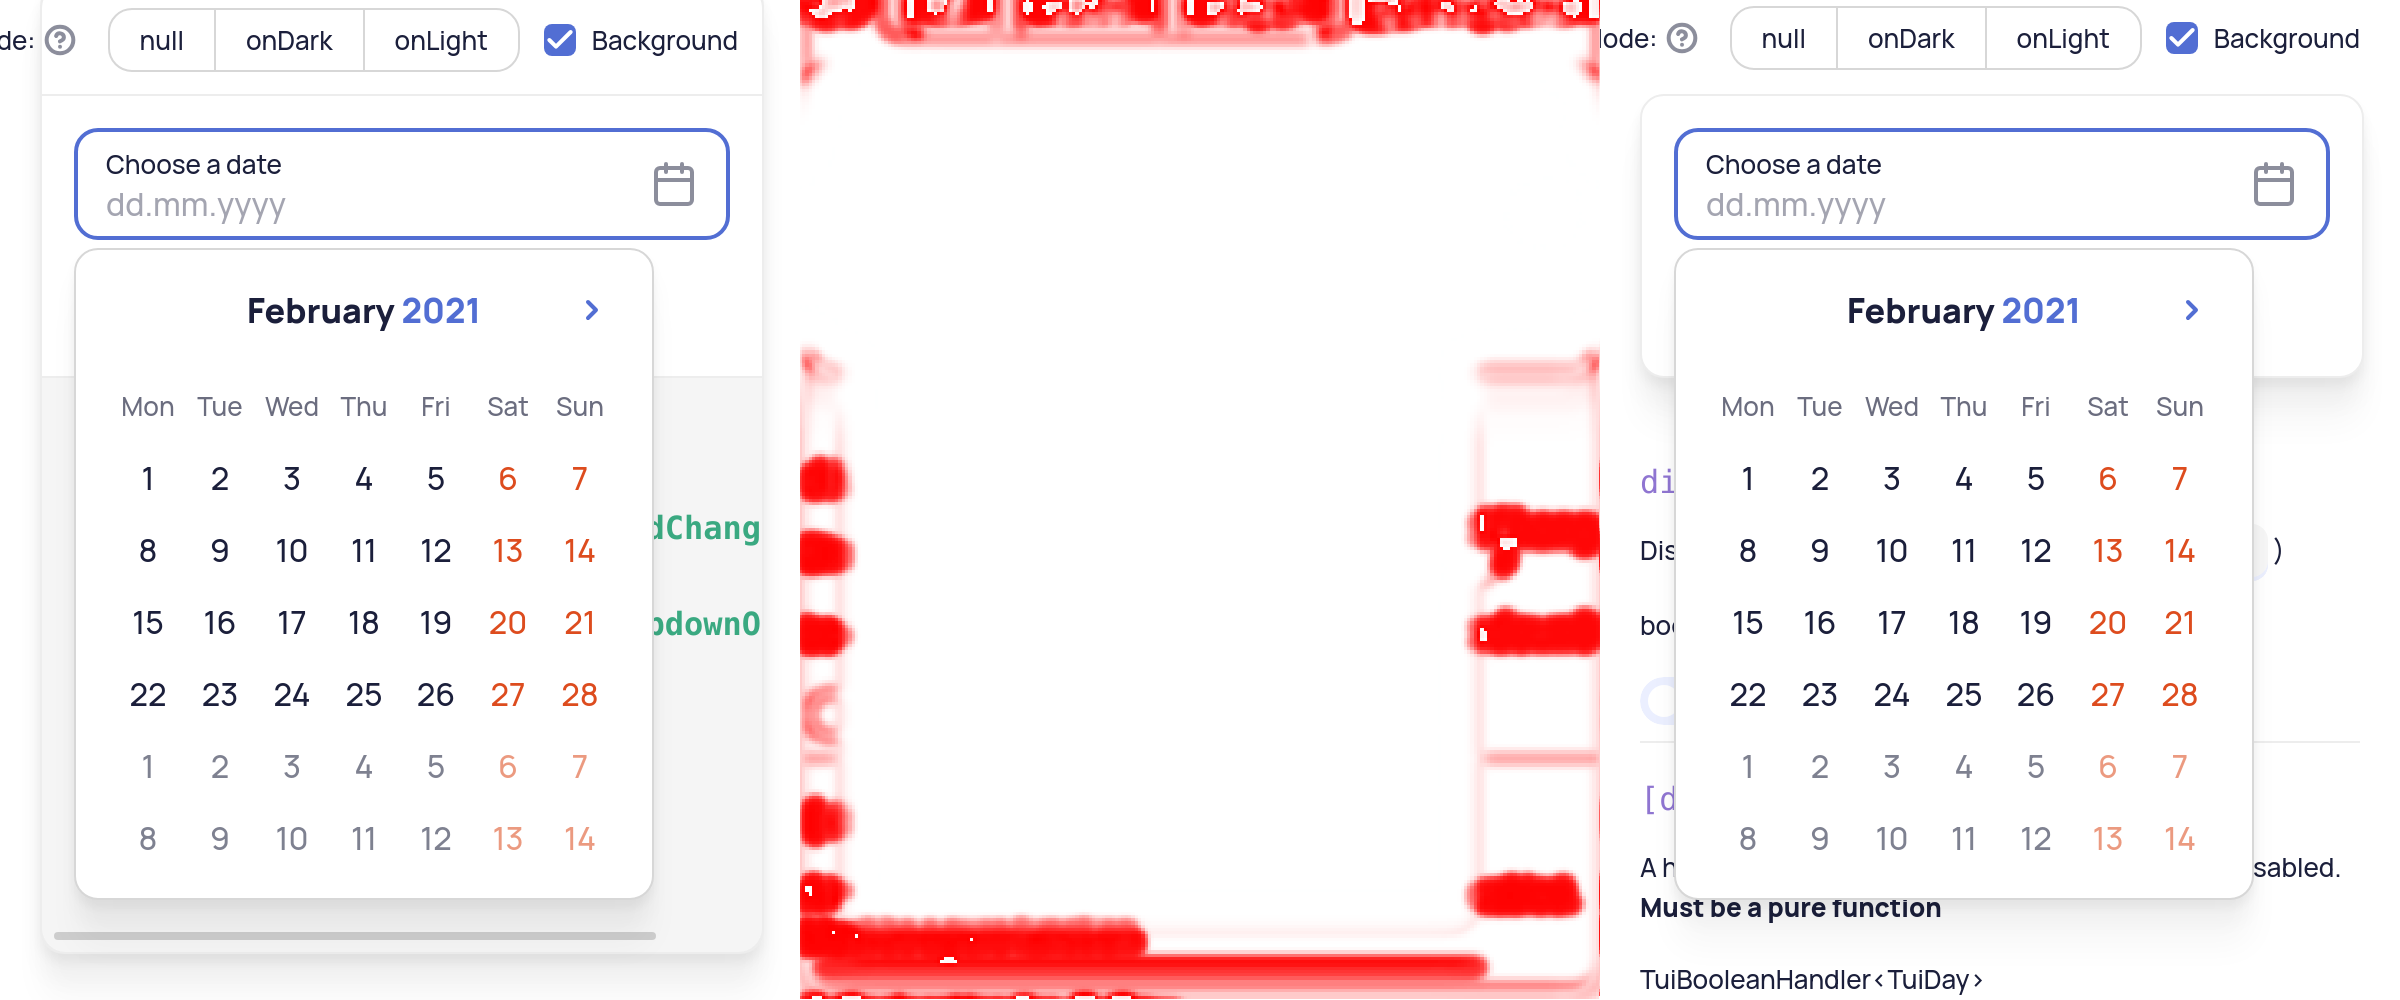 de: null onDark onLight Background
Choose a date
dd.mm.yyyy
February 2021
Mon Tue Wed Thu Fri Sat Sun
1 2 3 4 5 6 7
8 9 10 11 12 13 14
dChang
15 16 17 18 19 20 21
pdownO
22 23 24 25 26 27 28
1 2 3 4 5 6 7
8 9 10 11 12 13 14
ode: null onDark onLight Background
Choose a date
dd.mm.yyyy
February 2021
Mon Tue Wed Thu Fri Sat Sun
di 1 2 3 4 5 6 7
Dis 8 9 10 11 12 13 14 )
boo 15 16 17 18 19 20 21
22 23 24 25 26 27 28
1 2 3 4 5 6 7
[d
8 9 10 11 12 13 14
A h sabled.
Must be a pure function
TuiBooleanHandler<TuiDay>